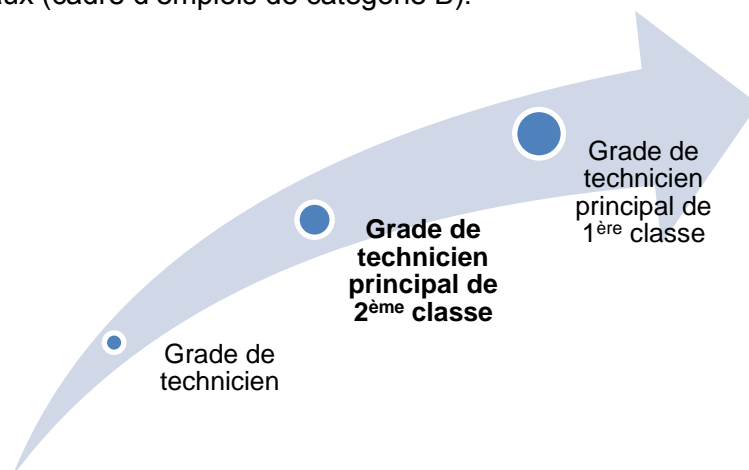 (cadre d'emplois de catégorie B).
Grade de
technicien
principal de
1ère classe
Grade de
technicien
principal de
2ème classe
Grade de
technicien